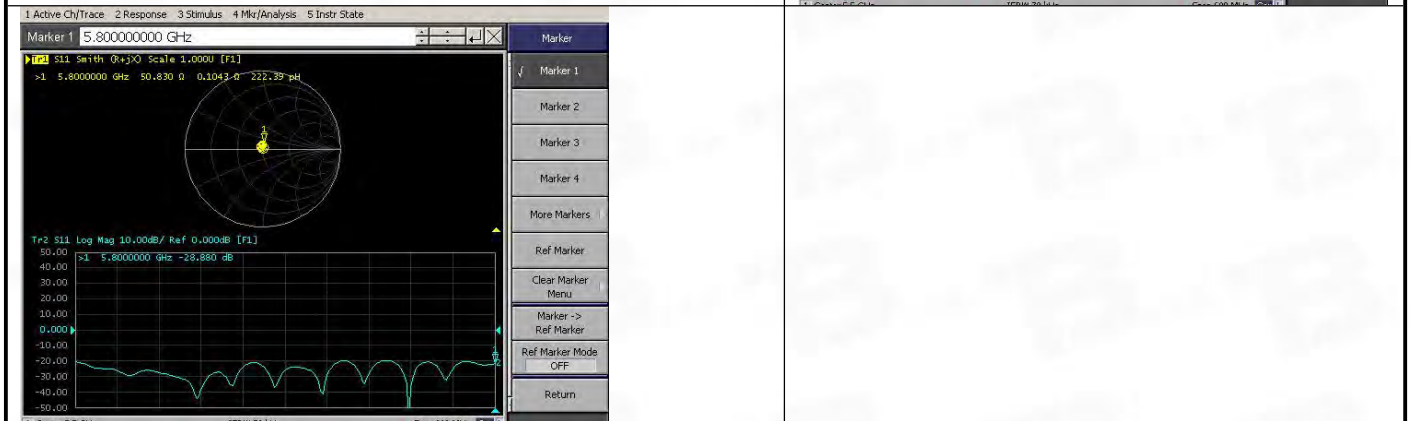 1 Active Ch/Trace 2 Response 3 Stimulus 4 Mkr/Analysis 5 Instr State
Marker 1 5.800000000 GHz
Marker
Tr1 S11 Smith (R+jX) Scale 1.000U [F1]
>1 5.8000000 GHz 50.830 Ω 0.1043 Ω 222.39 pH
√ Marker 1
Marker 2
1
Marker 3
Marker 4
More Markers
Tr2 S11 Log Mag 10.00dB/ Ref 0.000dB [F1]
Ref Marker
50.00
>1 5.8000000 GHz -28.880 dB
40.00
30.00
Clear Marker
Menu
20.00
10.00
Marker ->
Ref Marker
0.000
-10.00
Ref Marker Mode
OFF
-20.00
-30.00
-40.00
Return
-50.00